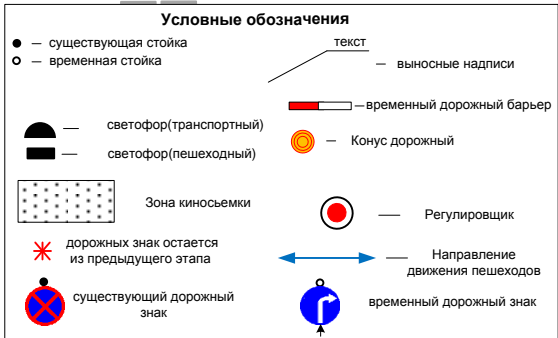 Условные обозначения
— существующая стойка
— временная стойка
текст
— выносные надписи
— временный дорожный барьер
— светофор(транспортный)
— светофор(пешеходный)
— Конус дорожный
Зона киносьемки
— Регулировщик
дорожных знак остается
из предыдущего этапа
— Направление
движения пешеходов
существующий дорожный
знак
временный дорожный знак